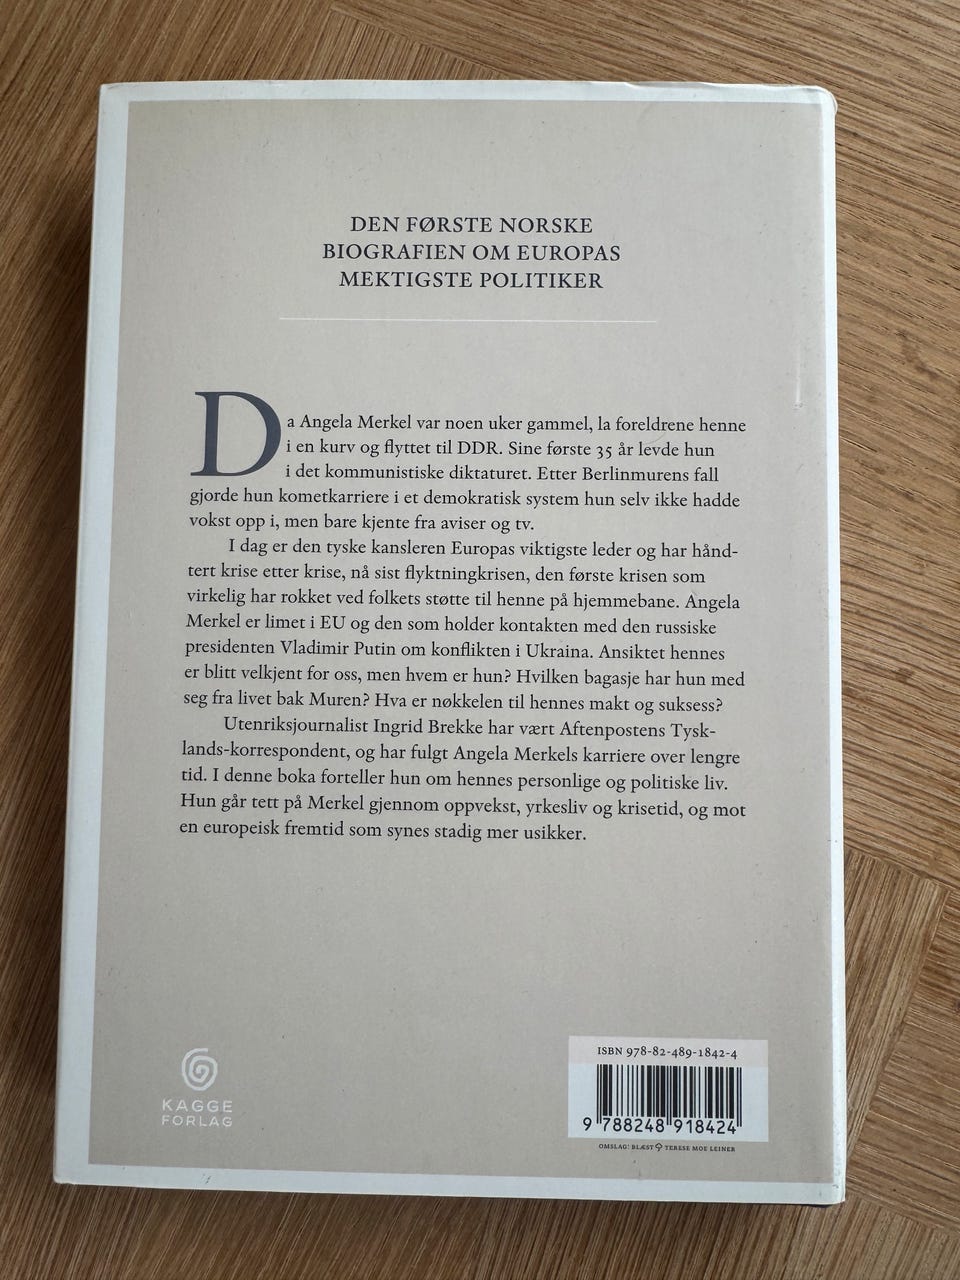 DEN FØRSTE NORSKE
BIOGRAFIEN OM EUROPAS
MEKTIGSTE POLITIKER
Da Angela Merkel var noen uker gammel, la foreldrene henne
i en kurv og flyttet til DDR. Sine første 35 år levde hun
i det kommunistiske diktaturet. Etter Berlinmurens fall
gjorde hun kometkarriere i et demokratisk system hun selv ikke hadde
vokst opp i, men bare kjente fra aviser og tv.
I dag er den tyske kansleren Europas viktigste leder og har hånd-
tert krise etter krise, nå sist flyktningkrisen, den første krisen som
virkelig har rokket ved folkets støtte til henne på hjemmebane. Angela
Merkel er limet i EU og den som holder kontakten med den russiske
presidenten Vladimir Putin om konflikten i Ukraina. Ansiktet hennes
er blitt velkjent for oss, men hvem er hun? Hvilken bagasje har hun med
seg fra livet bak Muren? Hva er nøkkelen til hennes makt og suksess?
Utenriksjournalist Ingrid Brekke har vært Aftenpostens Tysk-
lands-korrespondent, og har fulgt Angela Merkels karriere over lengre
tid. I denne boka forteller hun om hennes personlige og politiske liv.
Hun går tett på Merkel gjennom oppvekst, yrkesliv og krisetid, og mot
en europeisk fremtid som synes stadig mer usikker.
KAGGE
FORLAG
ISBN 978-82-489-1842-4
9 788248 918424
OMSLAG: BLÆST TERESE MOE LEINER